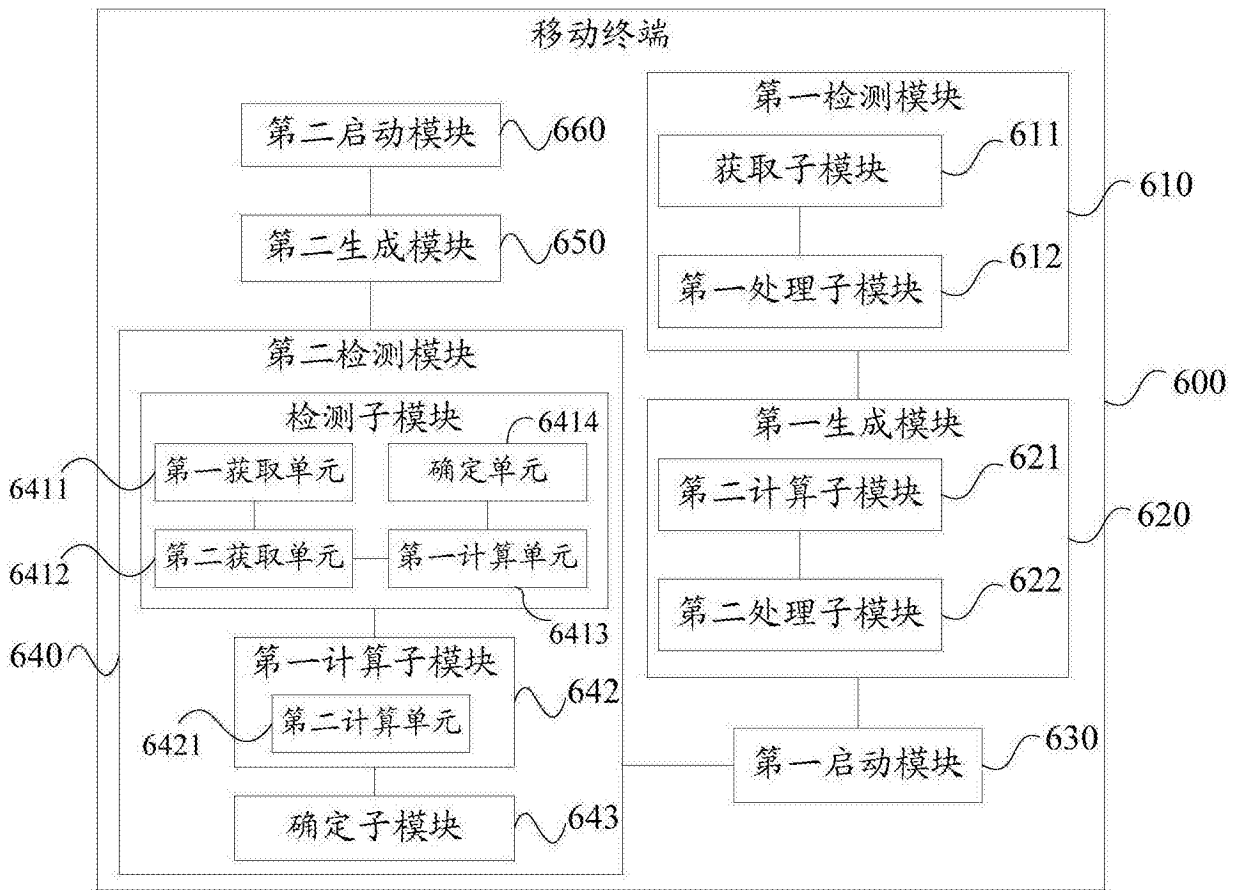 移动终端
第二启动模块
660
第二生成模块
650
第二检测模块
检测子模块
6414
6411
第一获取单元
确定单元
6412
第二获取单元
第一计算单元
6413
640
第一计算子模块
642
第二计算单元
6421
确定子模块
643
第一检测模块
获取子模块
611
610
第一处理子模块
612
600
第一生成模块
第二计算子模块
621
620
第二处理子模块
622
第一启动模块
630